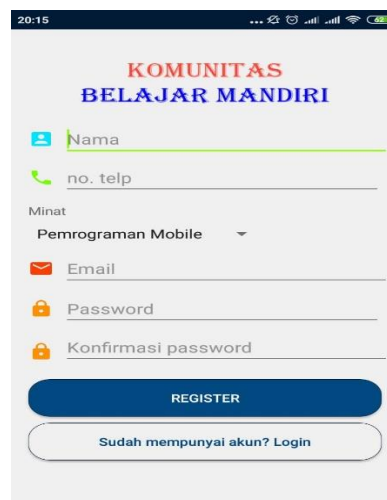 20:15 ... 62
KOMUNITAS
BELAJAR MANDIRI
Nama
no. telp
Minat
Pemrograman Mobile
Email
Password
Konfirmasi password
REGISTER
Sudah mempunyai akun? Login